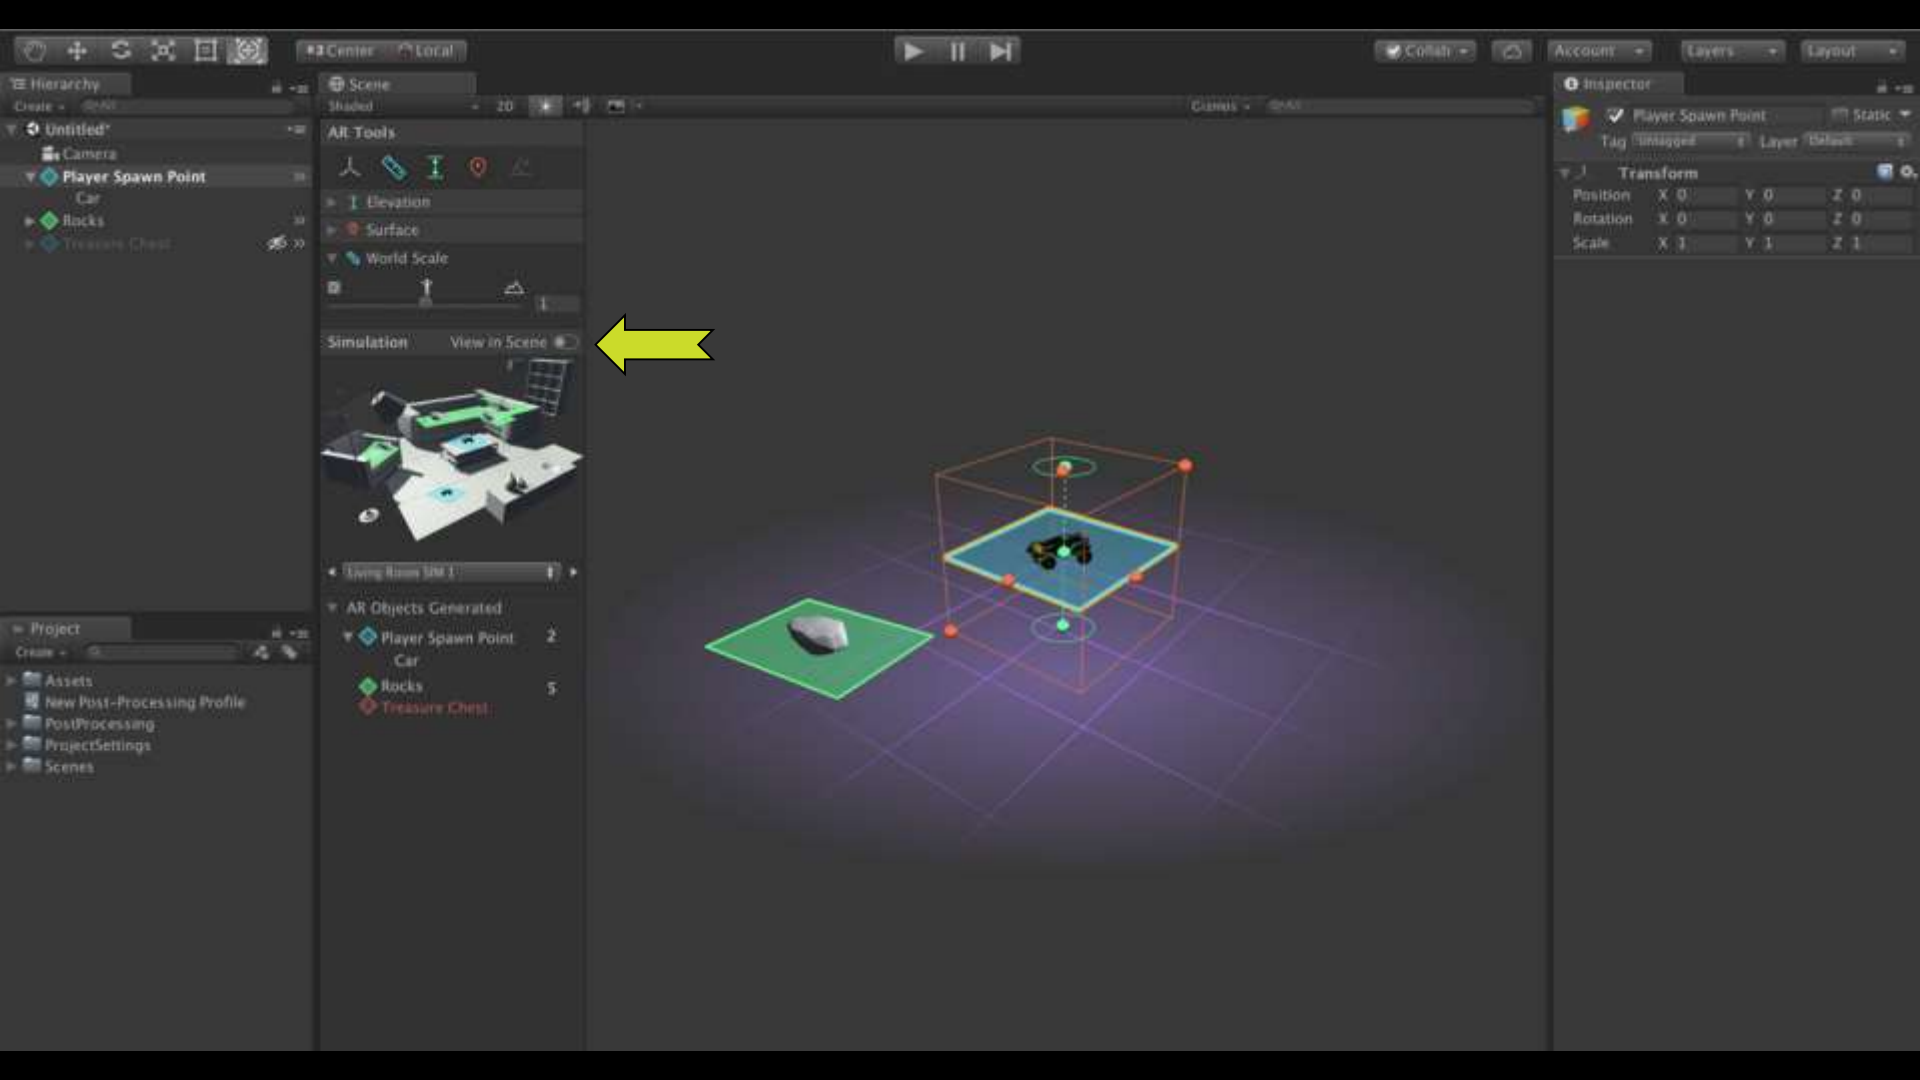 Center Local
Collab
Account
Layers
Layout
Hierarchy
Create
Untitled*
Camera
Player Spawn Point
Car
Rocks
Treasure Chest
Project
Create
Assets
New Post-Processing Profile
PostProcessing
ProjectSettings
Scenes
Scene
Shaded
2D
Gizmos
AR Tools
Elevation
Surface
World Scale
1
Simulation View in Scene
Living Room SIM 1
AR Objects Generated
Player Spawn Point 2
Car
Rocks 5
Treasure Chest
Inspector
Player Spawn Point Static
Tag Untagged Layer Default
Transform
Position X 0 Y 0 Z 0
Rotation X 0 Y 0 Z 0
Scale X 1 Y 1 Z 1